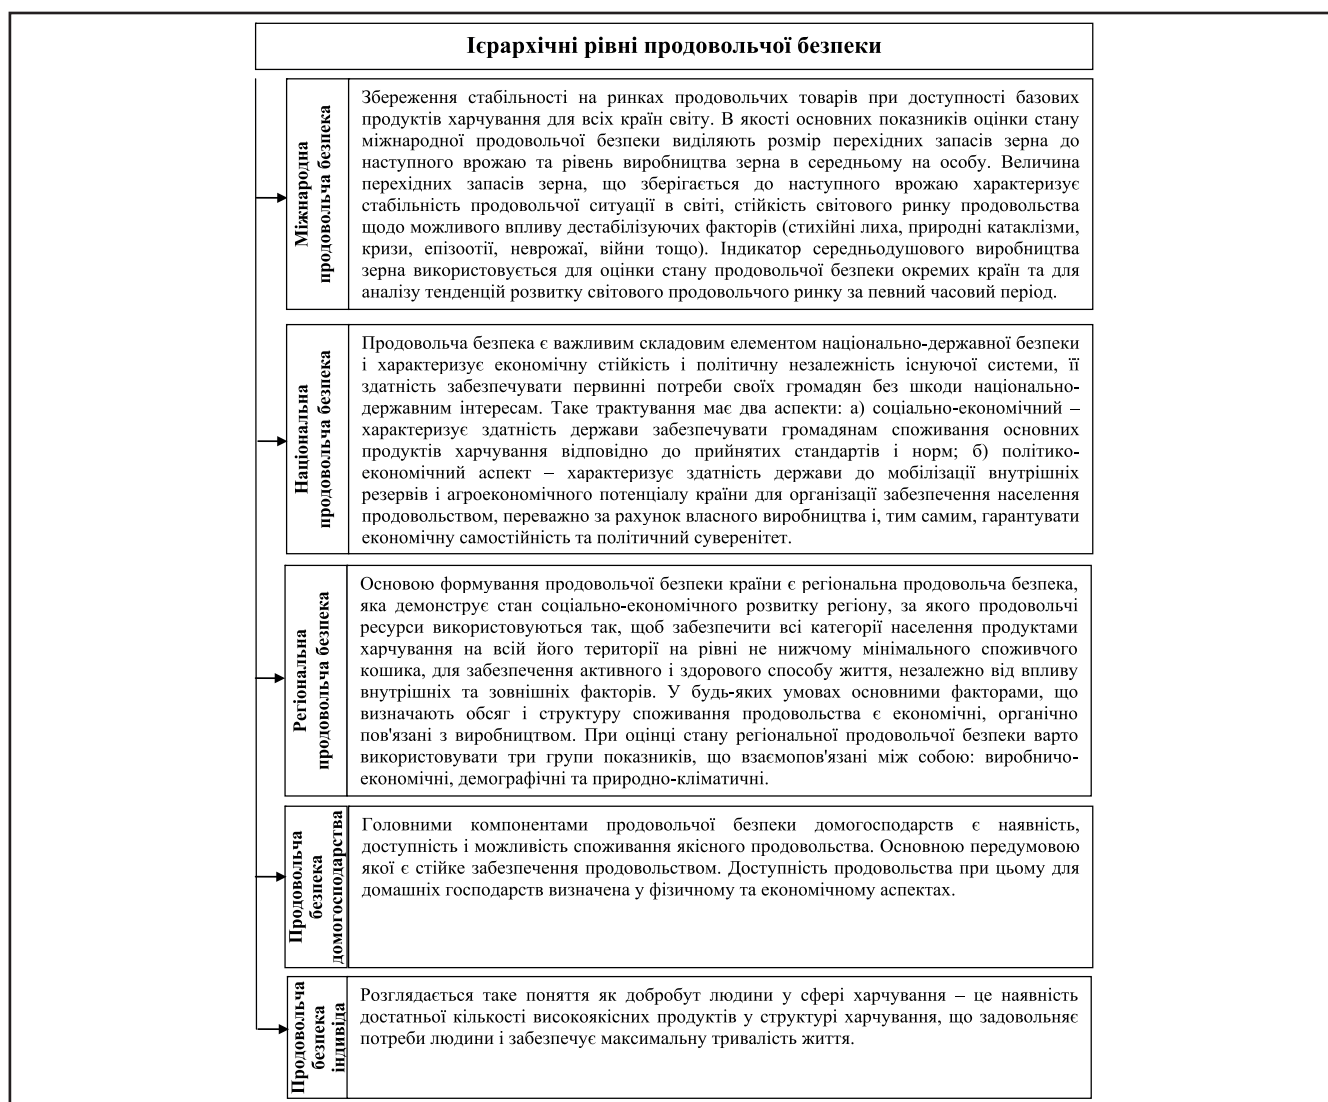 Ієрархічні рівні продовольчої безпеки
Міжнародна
продовольча безпека
Збереження стабільності на ринках продовольчих товарів при доступності базових
продуктів харчування для всіх країн світу. В якості основних показників оцінки стану
міжнародної продовольчої безпеки виділяють розмір перехідних запасів зерна до
наступного врожаю та рівень виробництва зерна в середньому на особу. Величина
перехідних запасів зерна, що зберігається до наступного врожаю характеризує
стабільність продовольчої ситуації в світі, стійкість світового ринку продовольства
щодо можливого впливу дестабілізуючих факторів (стихійні лиха, природні катаклізми,
кризи, епізоотії, неврожаї, війни тощо). Індикатор середньодушового виробництва
зерна використовується для оцінки стану продовольчої безпеки окремих країн та для
аналізу тенденцій розвитку світового продовольчого ринку за певний часовий період.
Національна
продовольча безпека
Продовольча безпека є важливим складовим елементом національно-державної безпеки
і характеризує економічну стійкість і політичну незалежність існуючої системи, її
здатність забезпечувати первинні потреби своїх громадян без шкоди національно-
державним інтересам. Таке трактування має два аспекти: а) соціально-економічний –
характеризує здатність держави забезпечувати громадянам споживання основних
продуктів харчування відповідно до прийнятих стандартів і норм; б) політико-
економічний аспект – характеризує здатність держави до мобілізації внутрішніх
резервів і агроекономічного потенціалу країни для організації забезпечення населення
продовольством, переважно за рахунок власного виробництва і, тим самим, гарантувати
економічну самостійність та політичний суверенітет.
Регіональна
продовольча безпека
Основою формування продовольчої безпеки країни є регіональна продовольча безпека,
яка демонструє стан соціально-економічного розвитку регіону, за якого продовольчі
ресурси використовуються так, щоб забезпечити всі категорії населення продуктами
харчування на всій його території на рівні не нижчому мінімального споживчого
кошика, для забезпечення активного і здорового способу життя, незалежно від впливу
внутрішніх та зовнішніх факторів. У будь-яких умовах основними факторами, що
визначають обсяг і структуру споживання продовольства є економічні, органічно
пов'язані з виробництвом. При оцінці стану регіональної продовольчої безпеки варто
використовувати три групи показників, що взаємопов'язані між собою: виробничо-
економічні, демографічні та природно-кліматичні.
Продовольча
безпека
домогосподарства
Головними компонентами продовольчої безпеки домогосподарств є наявність,
доступність і можливість споживання якісного продовольства. Основною передумовою
якої є стійке забезпечення продовольством. Доступність продовольства при цьому для
домашніх господарств визначена у фізичному та економічному аспектах.
Продовольча
безпека
індивіда
Розглядається таке поняття як добробут людини у сфері харчування – це наявність
достатньої кількості високоякісних продуктів у структурі харчування, що задовольняє
потреби людини і забезпечує максимальну тривалість життя.